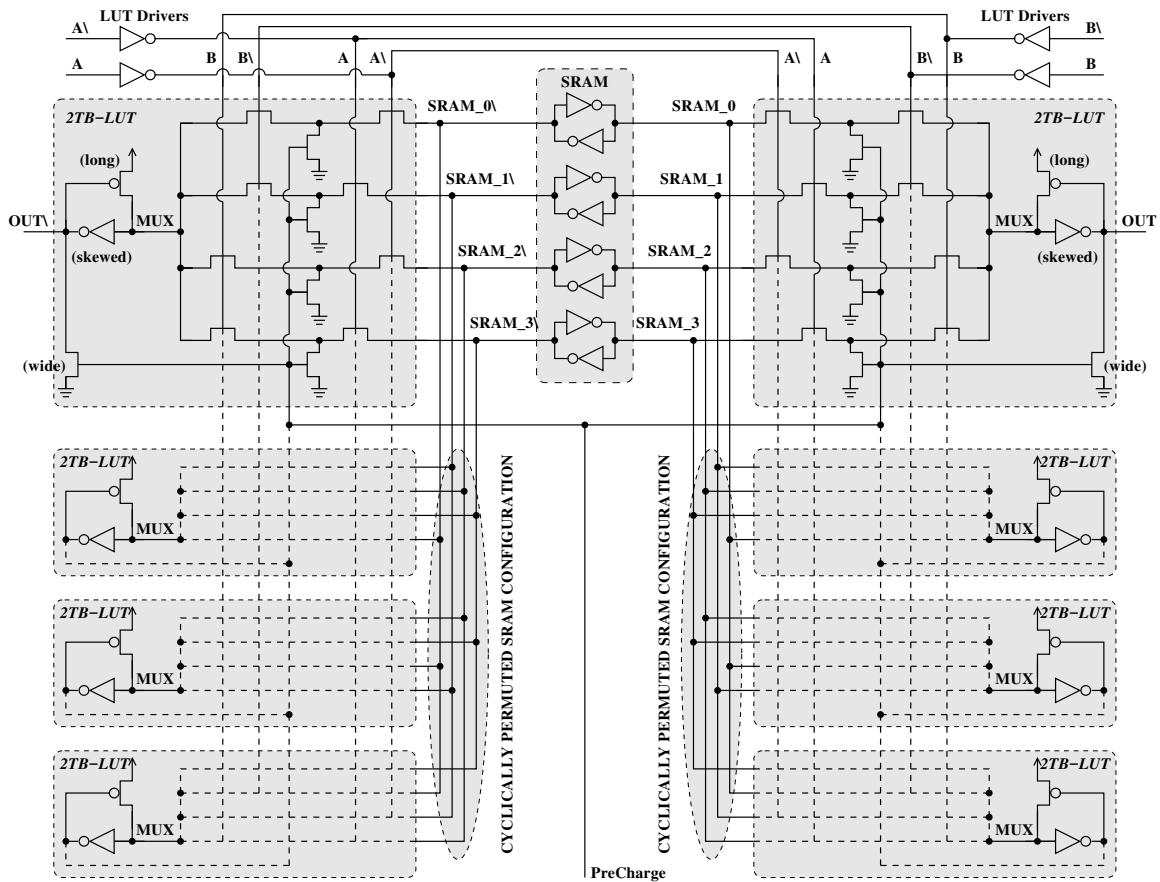 LUT Drivers
LUT Drivers
A\
B\
A
B
B
B\
A
A\
A\
A
B\
B
SRAM
2TB–LUT
SRAM_0\
SRAM_0
2TB–LUT
(long)
(long)
SRAM_1\
SRAM_1
OUT\
MUX
MUX
OUT
(skewed)
SRAM_2\
SRAM_2
(skewed)
SRAM_3\
SRAM_3
(wide)
(wide)
2TB–LUT
2TB–LUT
MUX
MUX
CYCLICALLY PERMUTED SRAM CONFIGURATION
CYCLICALLY PERMUTED SRAM CONFIGURATION
2TB–LUT
2TB–LUT
MUX
MUX
2TB–LUT
2TB–LUT
MUX
MUX
PreCharge